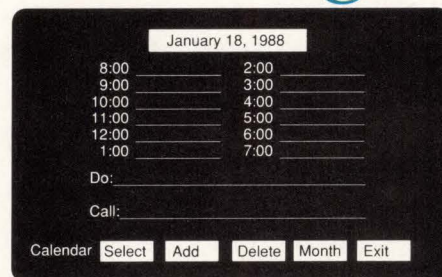 January 18, 1988
8:00 2:00
9:00 3:00
10:00 4:00
11:00 5:00
12:00 6:00
1:00 7:00
Do:
Call:
Calendar Select Add Delete Month Exit